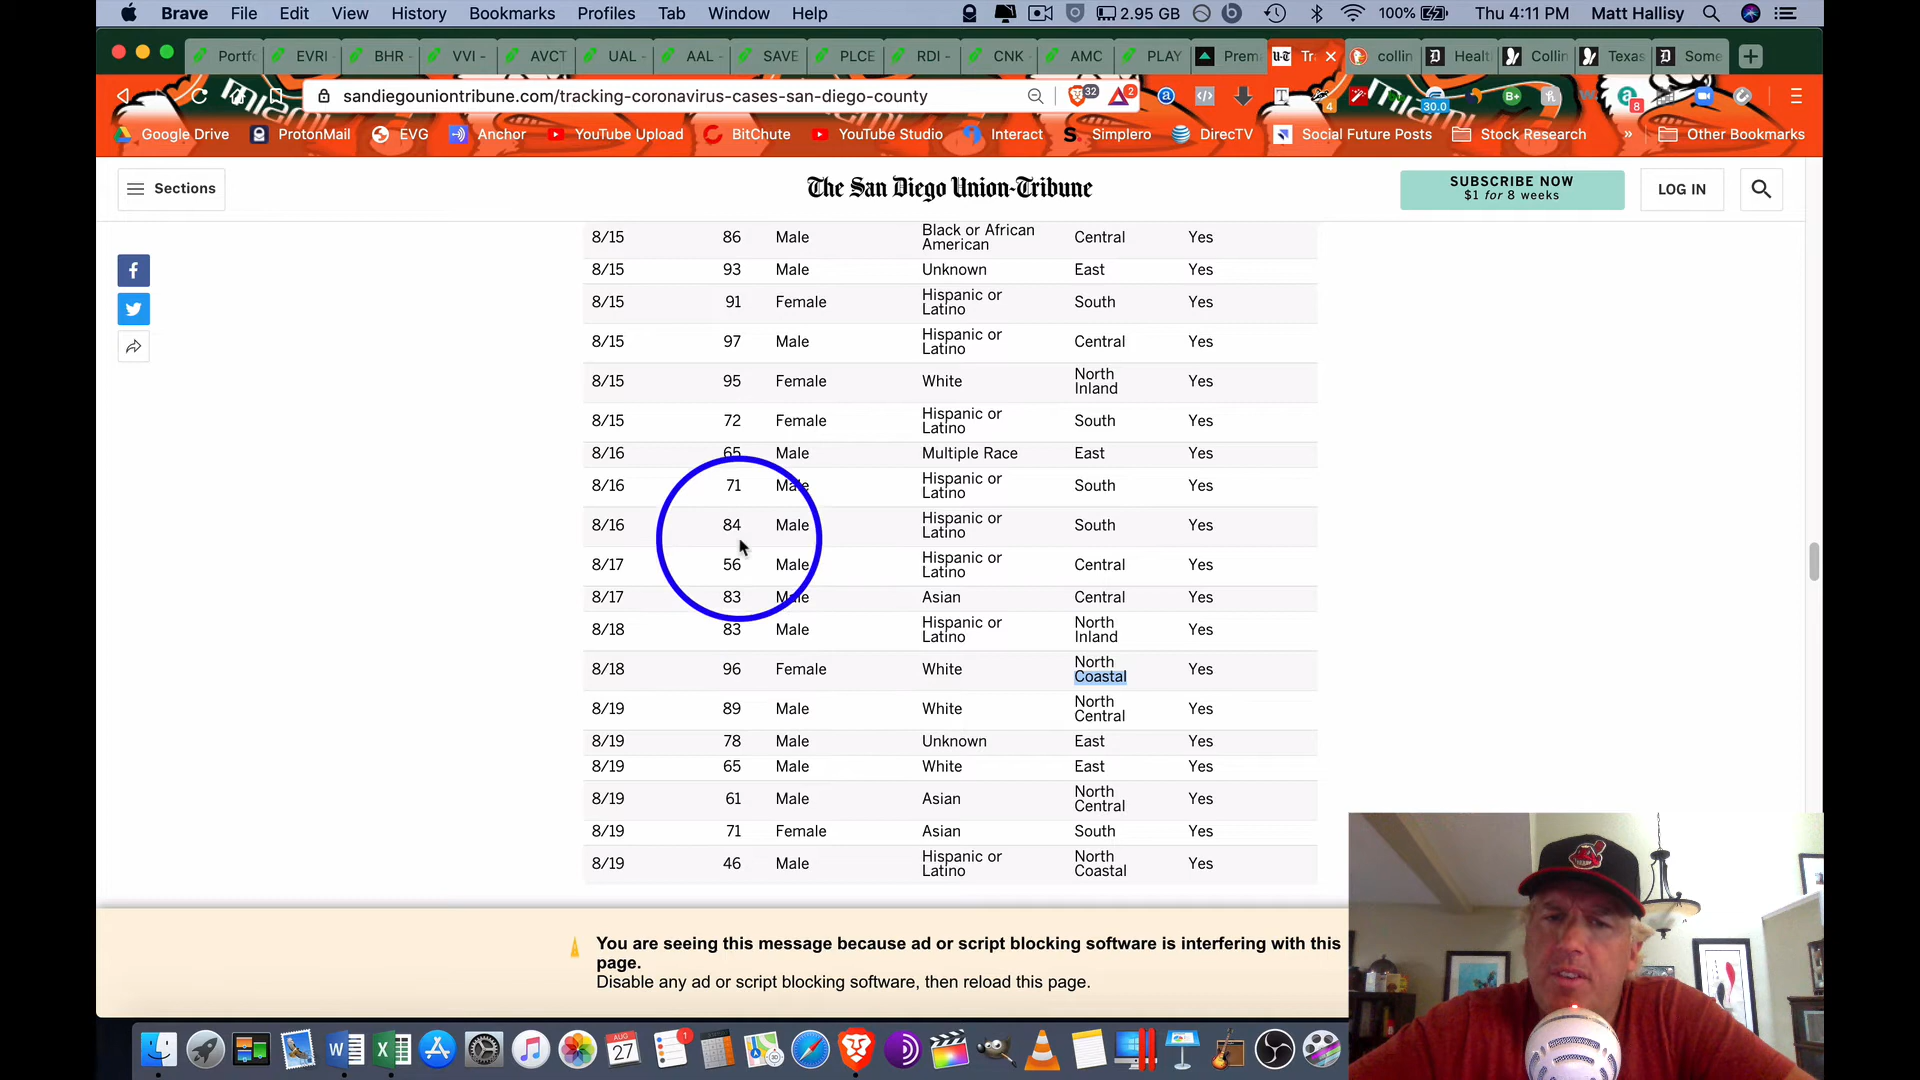 Brave File Edit View History Bookmarks Profiles Tab Window Help 2.95 GB 100% Thu 4:11 PM Matt Hallisy
Portfo EVRI BHR - VVI - AVCT UAL - AAL - SAVE PLCE RDI - CNK AMC PLAY Prem Tr collin Healt Collin Texas Some
sandiegouniontribune.com/tracking-coronavirus-cases-san-diego-county 32 2 4 30.0 8
Google Drive ProtonMail EVG Anchor YouTube Upload BitChute YouTube Studio Interact Simplero DirecTV Social Future Posts Stock Research » Other Bookmarks
Sections The San Diego Union-Tribune SUBSCRIBE NOW LOG IN
$1 for 8 weeks
8/15 86 Male Black or African American Central Yes
8/15 93 Male Unknown East Yes
8/15 91 Female Hispanic or Latino South Yes
8/15 97 Male Hispanic or Latino Central Yes
8/15 95 Female White North Inland Yes
8/15 72 Female Hispanic or Latino South Yes
8/16 65 Male Multiple Race East Yes
8/16 71 Male Hispanic or Latino South Yes
8/16 84 Male Hispanic or Latino South Yes
8/17 56 Male Hispanic or Latino Central Yes
8/17 83 Male Asian Central Yes
8/18 83 Male Hispanic or Latino North Inland Yes
8/18 96 Female White North Coastal Yes
8/19 89 Male White North Central Yes
8/19 78 Male Unknown East Yes
8/19 65 Male White East Yes
8/19 61 Male Asian North Central Yes
8/19 71 Female Asian South Yes
8/19 46 Male Hispanic or Latino North Coastal Yes
You are seeing this message because ad or script blocking software is interfering with this
page.
Disable any ad or script blocking software, then reload this page.
AUG
27
1